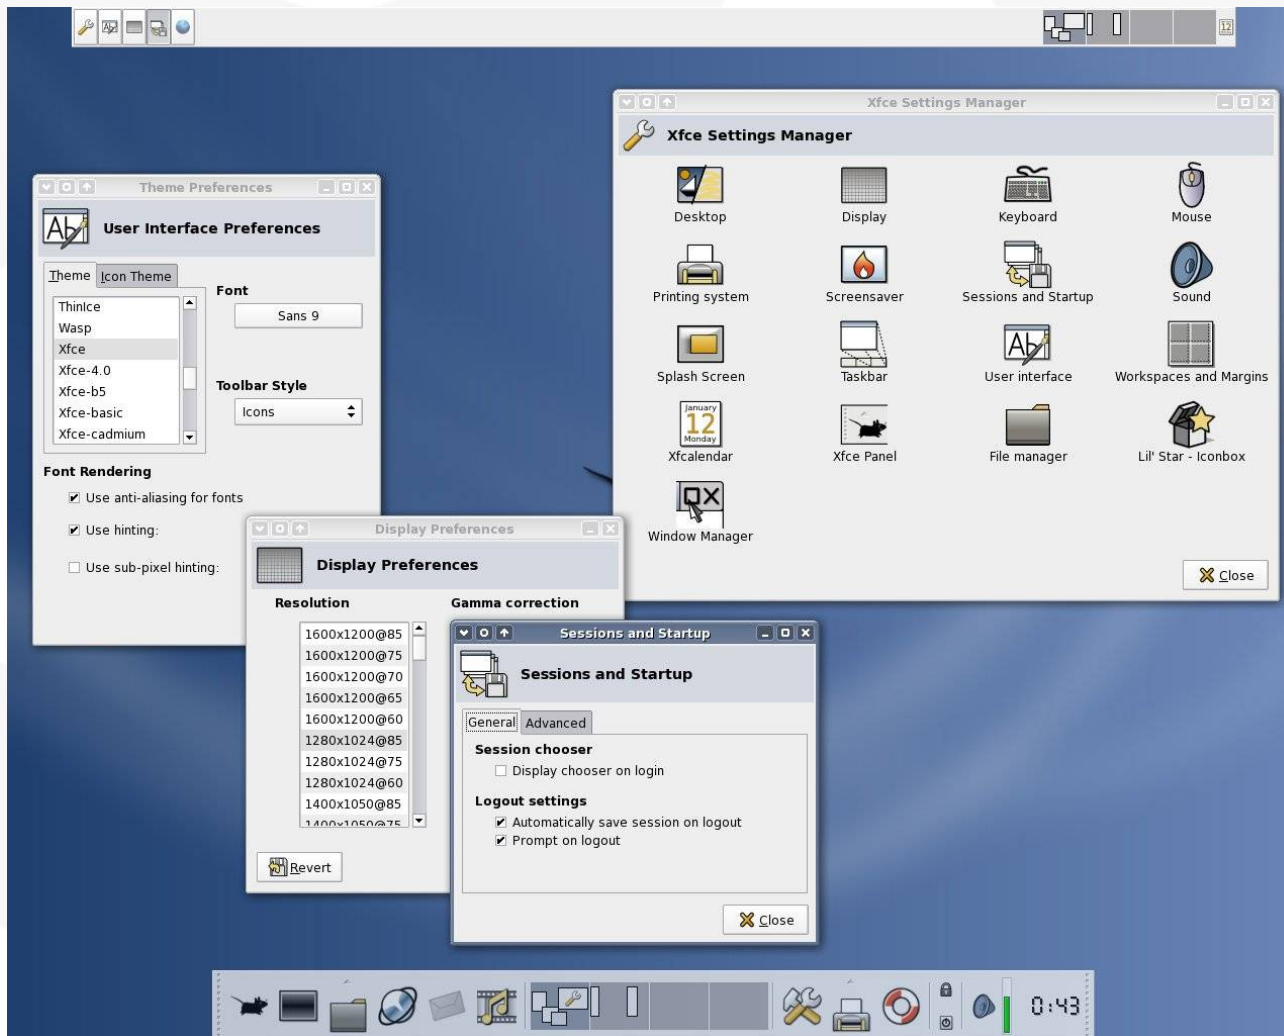 12
Xfce Settings Manager
Xfce Settings Manager
Desktop
Display
Keyboard
Mouse
Printing system
Screensaver
Sessions and Startup
Sound
Splash Screen
Taskbar
User interface
Workspaces and Margins
January
12
Monday
Xfcalendar
Xfce Panel
File manager
Lil' Star - Iconbox
Window Manager
Close
Theme Preferences
User Interface Preferences
Theme
Icon Theme
ThinIce
Wasp
Xfce
Xfce-4.0
Xfce-b5
Xfce-basic
Xfce-cadmium
Font
Sans 9
Toolbar Style
Icons
Font Rendering
Use anti-aliasing for fonts
Use hinting:
Use sub-pixel hinting:
Display Preferences
Display Preferences
Resolution
Gamma correction
1600x1200@85
1600x1200@75
1600x1200@70
1600x1200@65
1600x1200@60
1280x1024@85
1280x1024@75
1280x1024@60
1400x1050@85
1400x1050@75
Revert
Sessions and Startup
Sessions and Startup
General
Advanced
Session chooser
Display chooser on login
Logout settings
Automatically save session on logout
Prompt on logout
Close
0:43